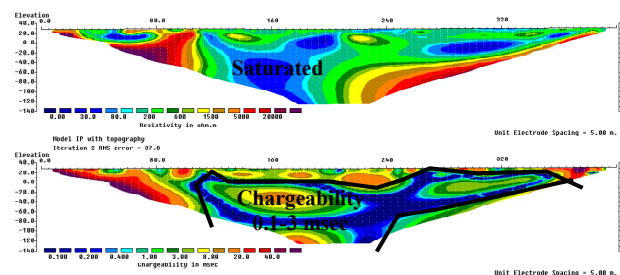 Elevation
0.0 80.0 160 240 320
40.0
20.0
0.0
-20.0
-40.0
-60.0
-80.0
-100
-120
-140
Saturated
0.00 30.0 80.0 200 600 1500 5000 20000
Resistivity in ohm.m
Unit Electrode Spacing = 5.00 m.
Model IP with topography
Iteration 2 RMS error = 37.0
Elevation
0.0 80.0 160 240 320
40.0
20.0
0.0
-20.0
-40.0
-60.0
-80.0
-100
-120
-140
Chargeability
0.1-3 msec
0.100 0.200 0.400 1.00 3.00 8.00 20.0 40.0
Chargeability in msec
Unit Electrode Spacing = 5.00 m.